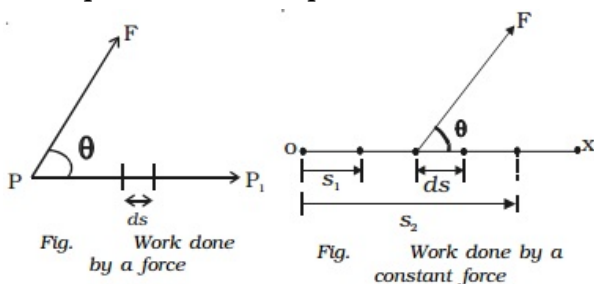 F
θ
P
P₁
ds
Fig. Work done
by a force
F
θ
O
x
s₁
ds
s₂
Fig. Work done by a
constant force